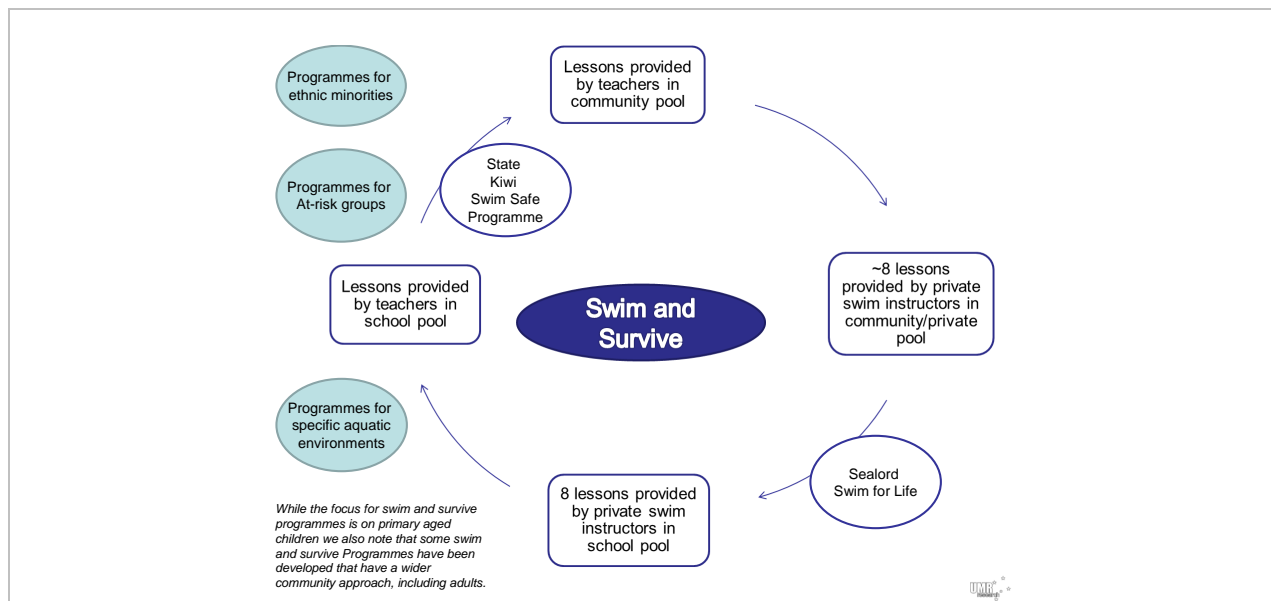 Programmes for
ethnic minorities
Lessons provided
by teachers in
community pool
State
Kiwi
Swim Safe
Programme
Programmes for
At-risk groups
Lessons provided
by teachers in
school pool
Swim and
Survive
~8 lessons
provided by private
swim instructors in
community/private
pool
Programmes for
specific aquatic
environments
Sealord
Swim for Life
8 lessons provided
by private swim
instructors in
school pool
While the focus for swim and survive
programmes is on primary aged
children we also note that some swim
and survive Programmes have been
developed that have a wider
community approach, including adults.
UMR
research